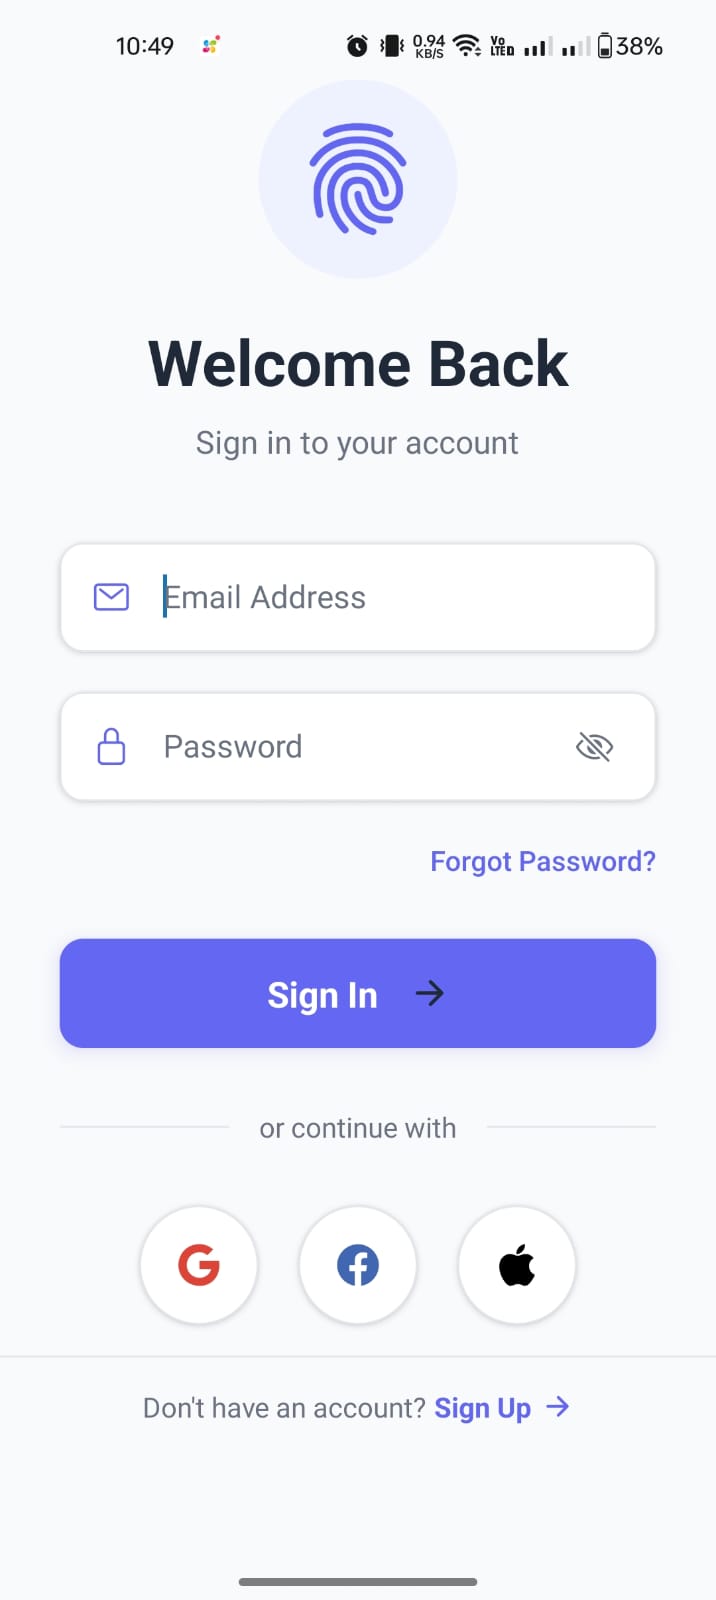 10:49 0.94 KB/S Vo LTE 38%
Welcome Back
Sign in to your account
Email Address
Password
Forgot Password?
Sign In
or continue with
Don't have an account? Sign Up